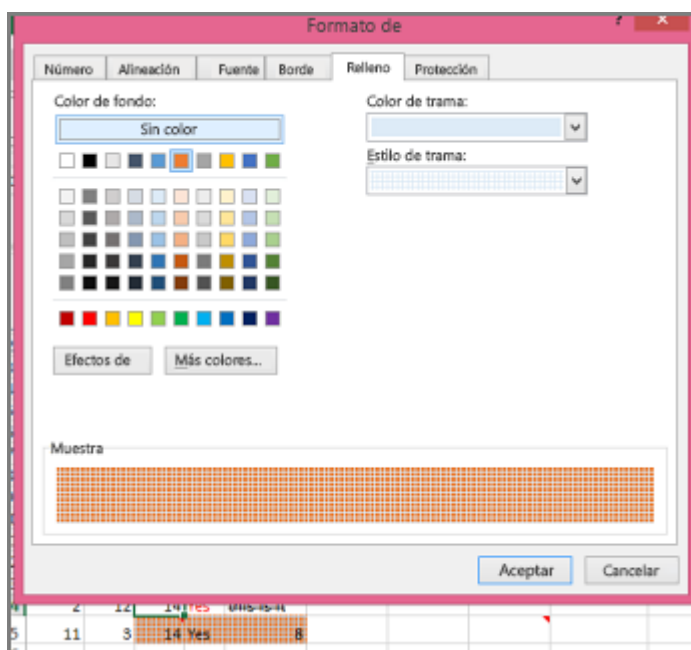 Formato de
? x
Número Alineación Fuente Borde Relleno Protección
Color de fondo:
Sin color
Efectos de
Más colores...
Color de trama:
Estilo de trama:
Muestra
Aceptar Cancelar
2 12 14 Yes
5 11 3 14 Yes 8